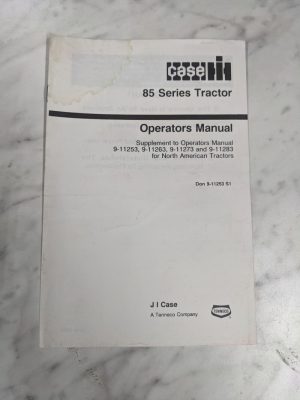 case IH
85 Series Tractor
Operators Manual
Supplement to Operators Manual
9-11253, 9-11263, 9-11273 and 9-11283
for North American Tractors
Don 9-11253 S1
J I Case
A Tenneco Company
TENNECO